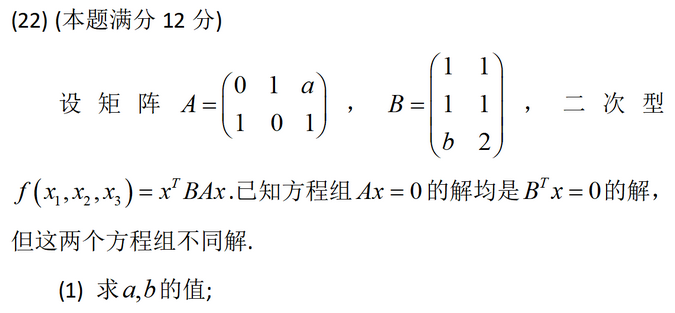 (22) (本题满分 12 分)
设矩阵 $A=\begin{pmatrix}0 & 1 & a\\1 & 0 & 1\end{pmatrix}$ ， $B=\begin{pmatrix}1 & 1\\1 & 1\\b & 2\end{pmatrix}$ ，二次型
$f(x_1,x_2,x_3)=x^TBAx$.已知方程组 $Ax=0$ 的解均是 $B^Tx=0$ 的解，
但这两个方程组不同解.
(1) 求 $a,b$ 的值;